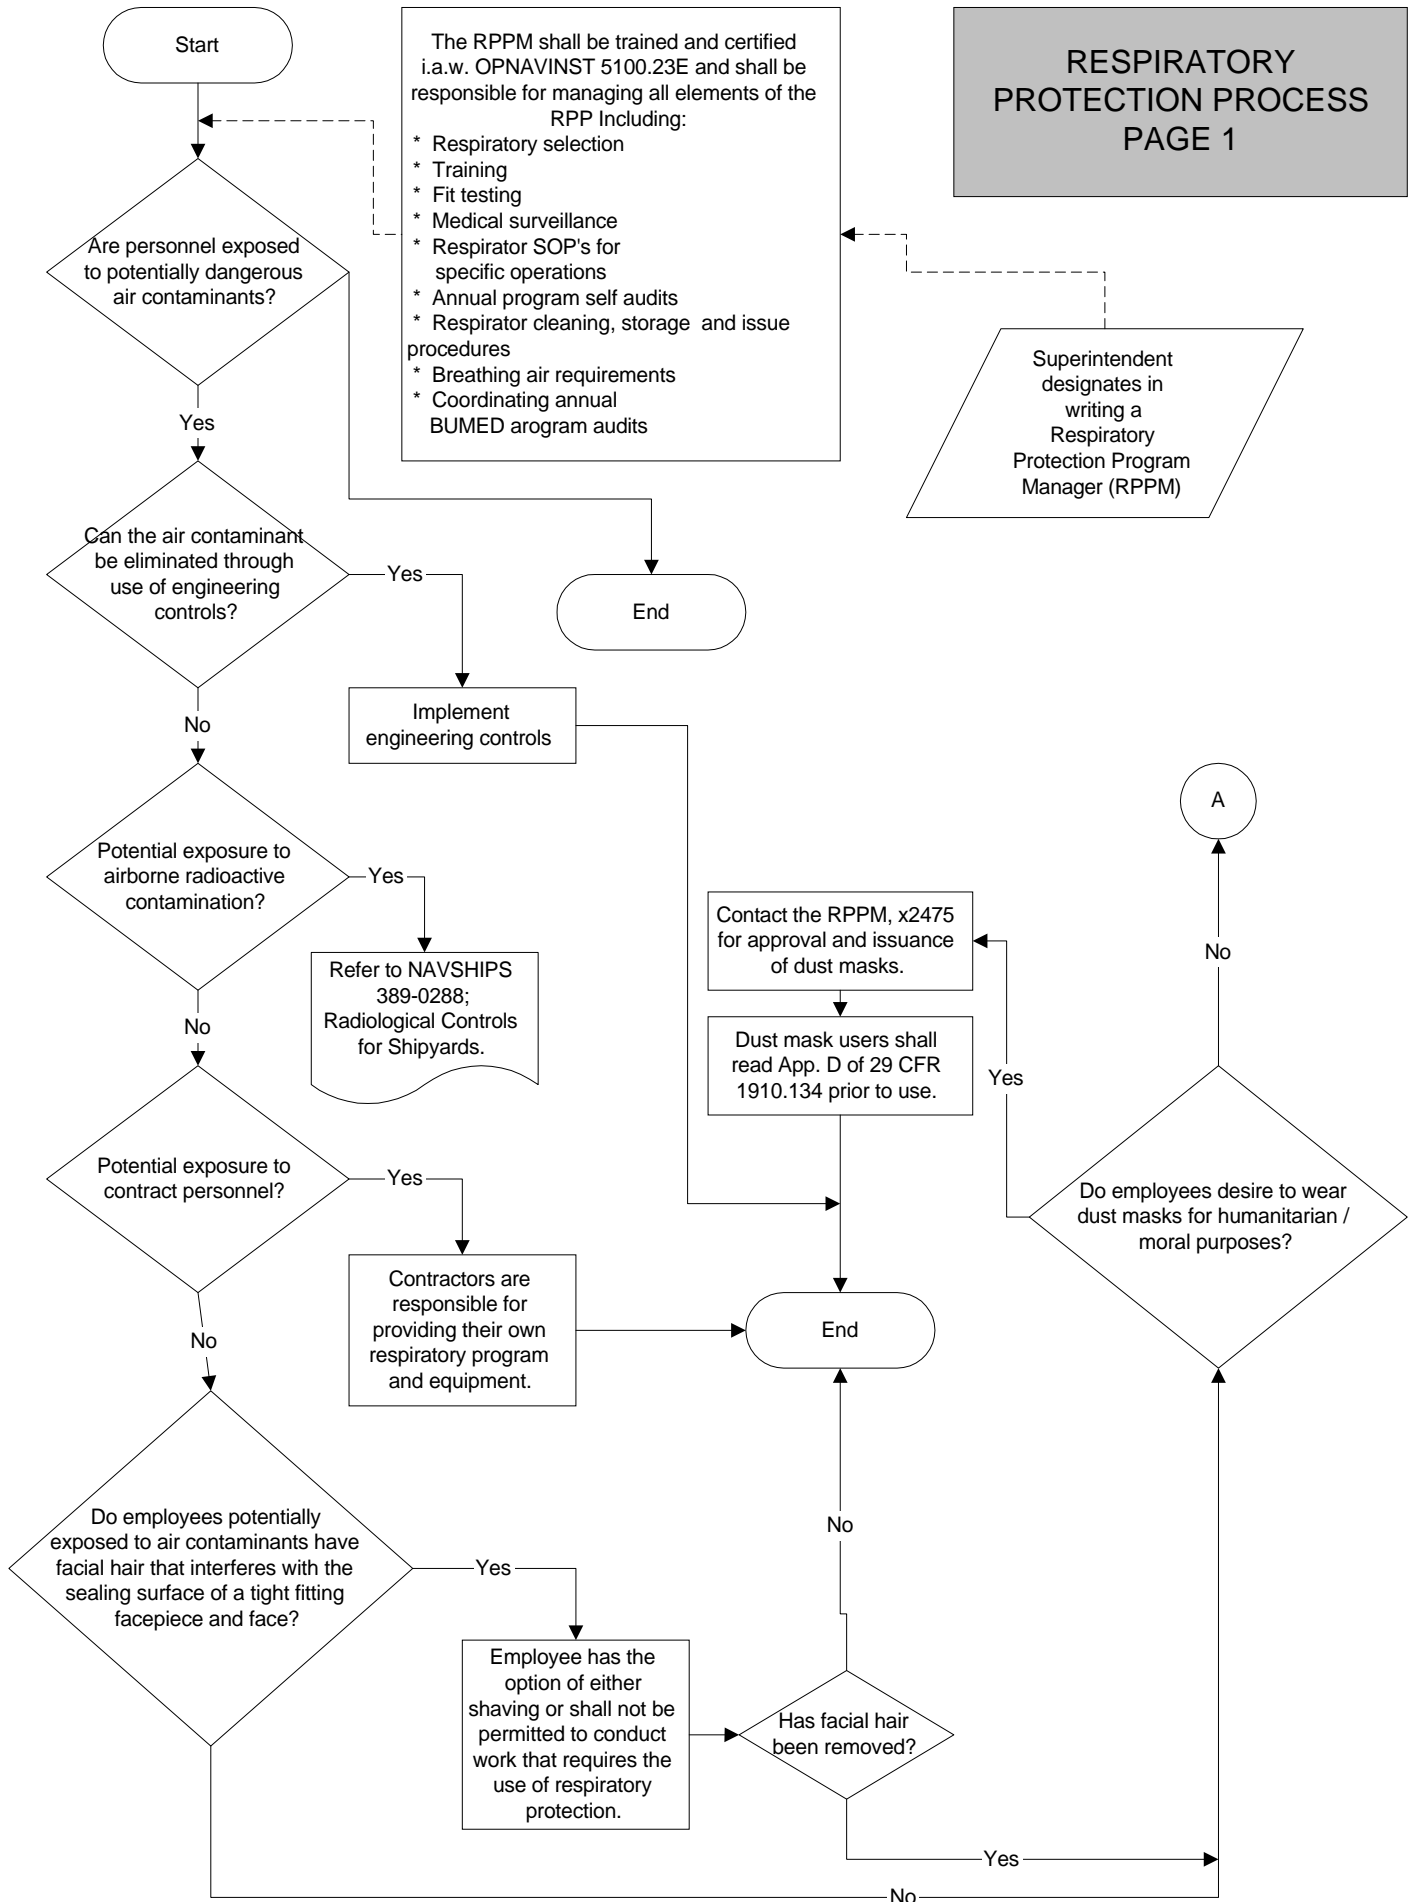 Start
The RPPM shall be trained and certified
i.a.w. OPNAVINST 5100.23E and shall be
responsible for managing all elements of the
RPP Including:
* Respiratory selection
* Training
* Fit testing
* Medical surveillance
* Respirator SOP's for
specific operations
* Annual program self audits
* Respirator cleaning, storage and issue
procedures
* Breathing air requirements
* Coordinating annual
BUMED arogram audits
RESPIRATORY
PROTECTION PROCESS
PAGE 1
Are personnel exposed
to potentially dangerous
air contaminants?
Superintendent
designates in
writing a
Respiratory
Protection Program
Manager (RPPM)
Yes
Can the air contaminant
be eliminated through
use of engineering
controls?
Yes
End
No
Implement
engineering controls
A
Potential exposure to
airborne radioactive
contamination?
Yes
Contact the RPPM, x2475
for approval and issuance
of dust masks.
No
Refer to NAVSHIPS
389-0288;
Radiological Controls
for Shipyards.
No
Dust mask users shall
read App. D of 29 CFR
1910.134 prior to use.
Yes
Potential exposure to
contract personnel?
Yes
Do employees desire to wear
dust masks for humanitarian /
moral purposes?
Contractors are
responsible for
providing their own
respiratory program
and equipment.
End
No
Do employees potentially
exposed to air contaminants have
facial hair that interferes with the
sealing surface of a tight fitting
facepiece and face?
Yes
No
Employee has the
option of either
shaving or shall not be
permitted to conduct
work that requires the
use of respiratory
protection.
Has facial hair
been removed?
Yes
No